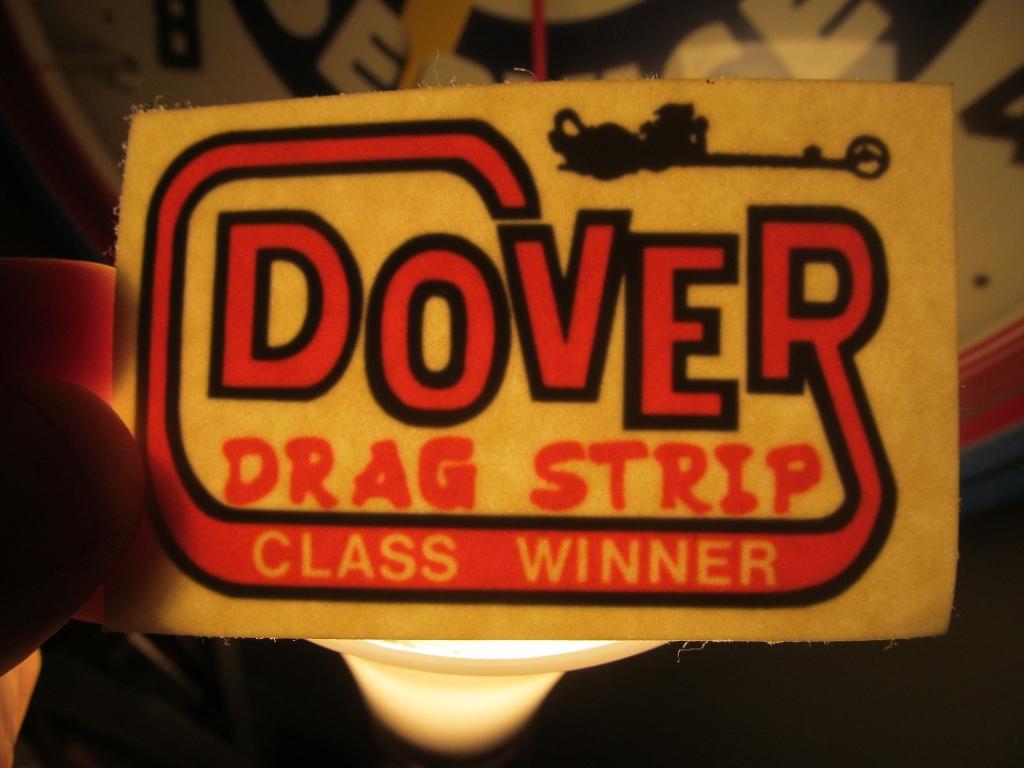 DOVER
DRAG STRIP
CLASS WINNER